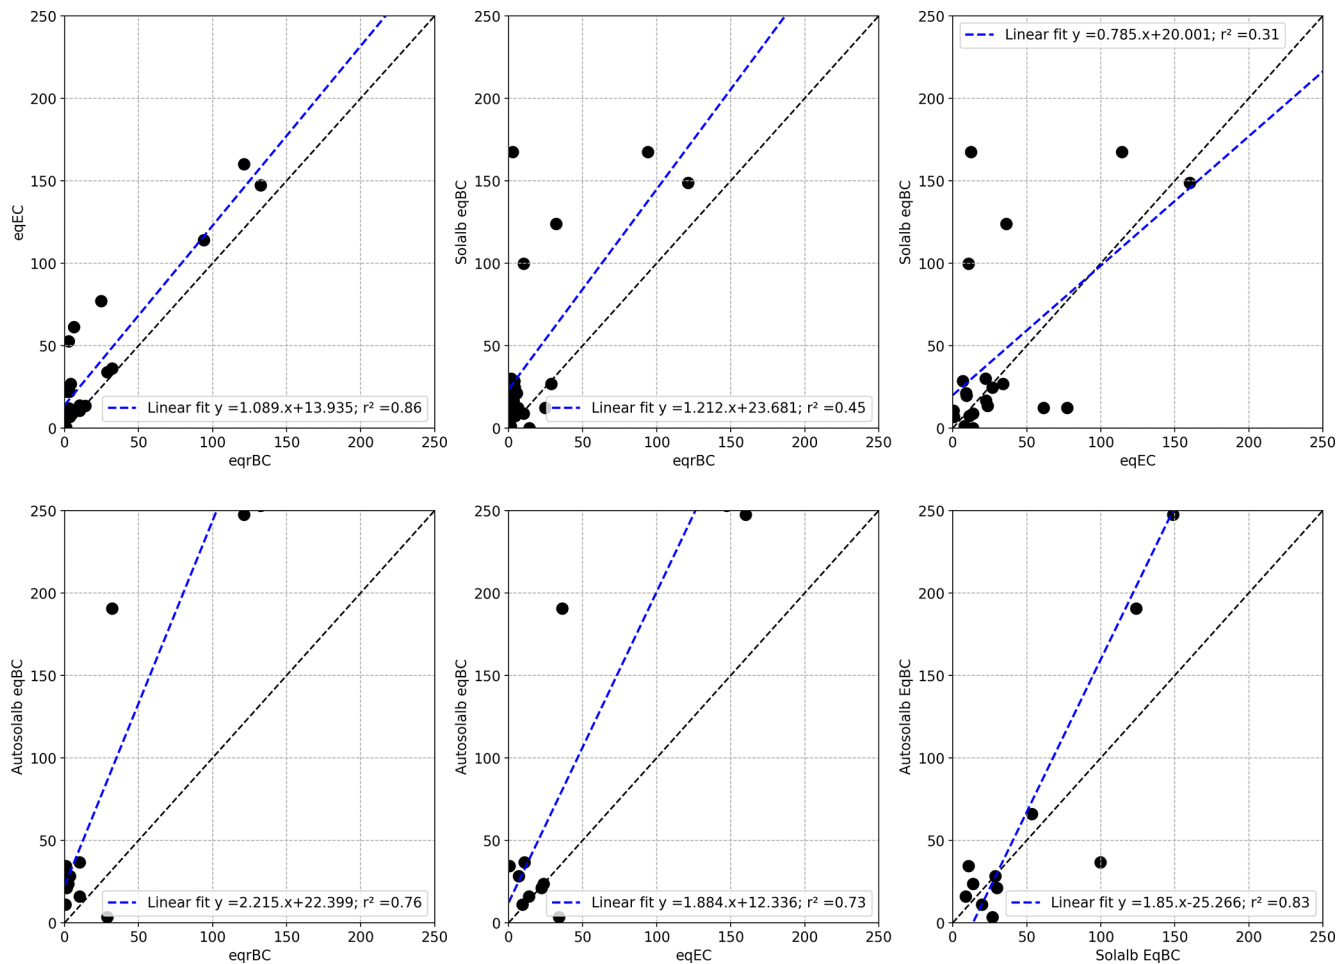 250
200
150
100
50
0
eqEC
Linear fit y =1.089.x+13.935; r² =0.86
0 50 100 150 200 250
eqrBC
250
200
150
100
50
0
Solalb eqBC
Linear fit y =1.212.x+23.681; r² =0.45
0 50 100 150 200 250
eqrBC
250
200
150
100
50
0
Solalb eqBC
Linear fit y =0.785.x+20.001; r² =0.31
0 50 100 150 200 250
eqEC
250
200
150
100
50
0
Autosolalb eqBC
Linear fit y =2.215.x+22.399; r² =0.76
0 50 100 150 200 250
eqrBC
250
200
150
100
50
0
Autosolalb eqBC
Linear fit y =1.884.x+12.336; r² =0.73
0 50 100 150 200 250
eqEC
250
200
150
100
50
0
Autosolalb EqBC
Linear fit y =1.85.x-25.266; r² =0.83
0 50 100 150 200 250
Solalb EqBC